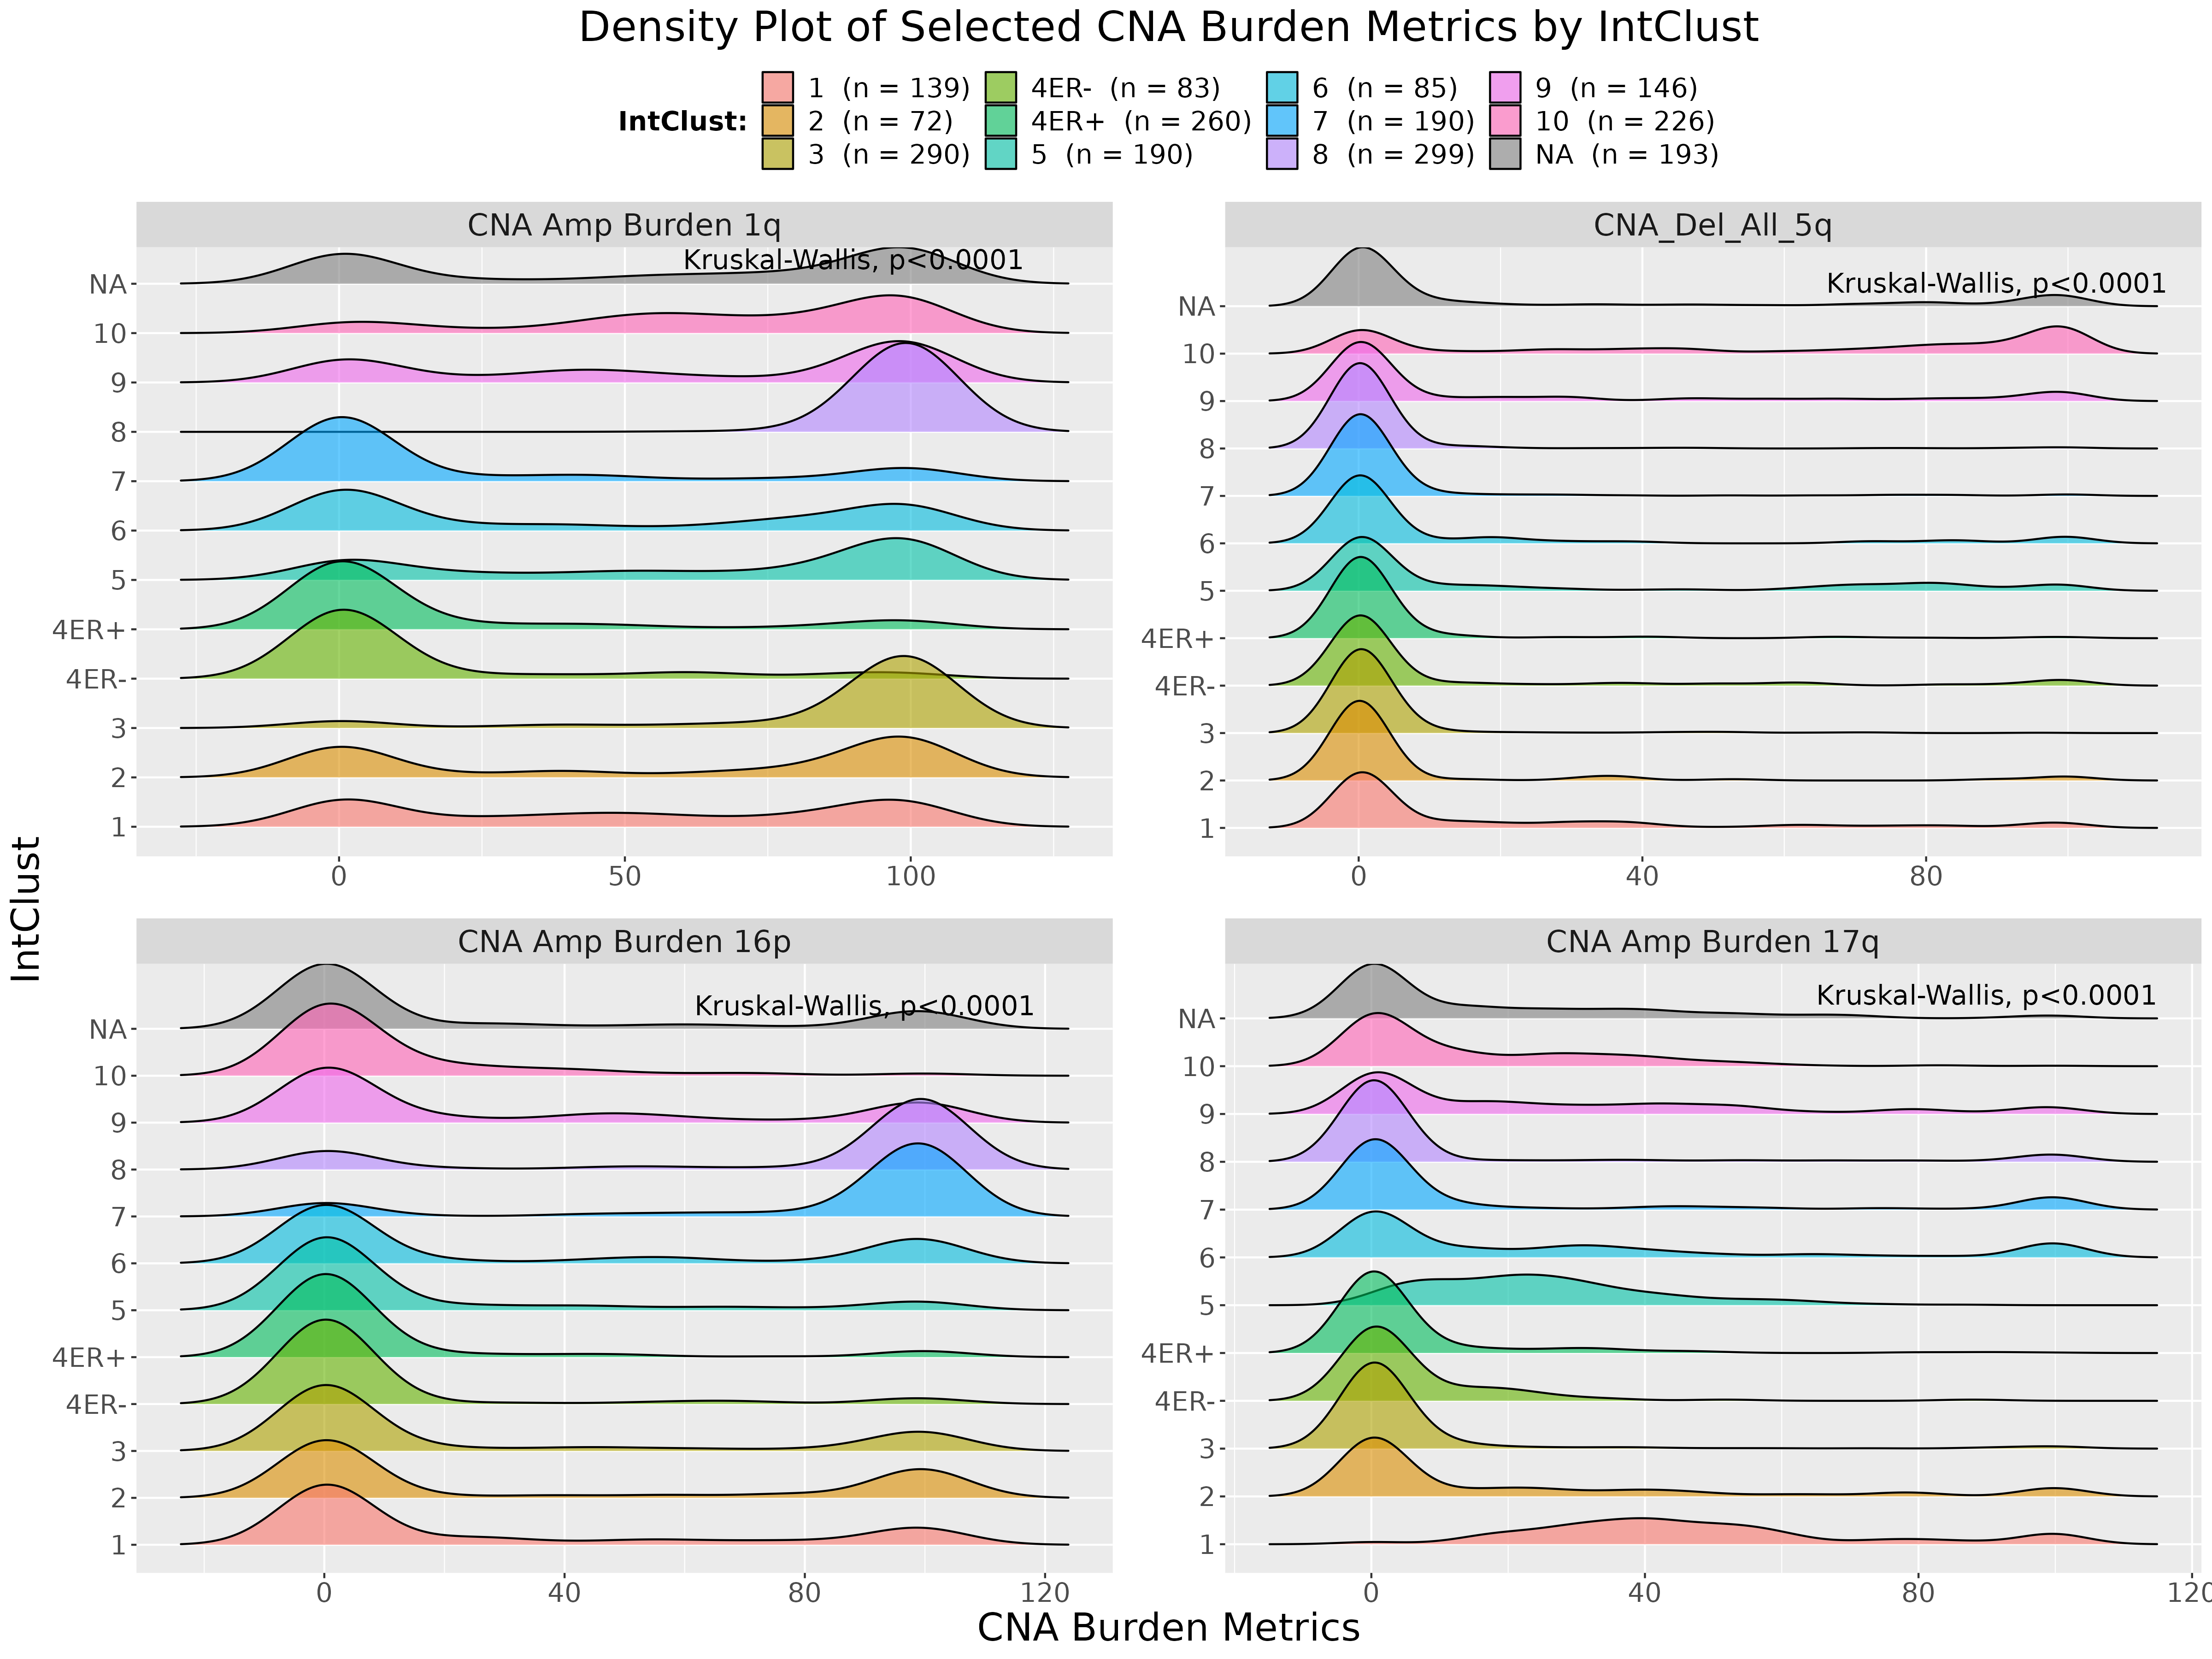 Density Plot of Selected CNA Burden Metrics by IntClust
IntClust:
1 (n = 139) 4ER- (n = 83) 6 (n = 85) 9 (n = 146)
2 (n = 72) 4ER+ (n = 260) 7 (n = 190) 10 (n = 226)
3 (n = 290) 5 (n = 190) 8 (n = 299) NA (n = 193)
CNA Amp Burden 1q
Kruskal-Wallis, p<0.0001
NA
10
9
8
7
6
5
4ER+
4ER-
3
2
1
0 50 100
CNA_Del_All_5q
Kruskal-Wallis, p<0.0001
NA
10
9
8
7
6
5
4ER+
4ER-
3
2
1
0 40 80
CNA Amp Burden 16p
Kruskal-Wallis, p<0.0001
NA
10
9
8
7
6
5
4ER+
4ER-
3
2
1
0 40 80 120
CNA Amp Burden 17q
Kruskal-Wallis, p<0.0001
NA
10
9
8
7
6
5
4ER+
4ER-
3
2
1
0 40 80 120
IntClust
CNA Burden Metrics